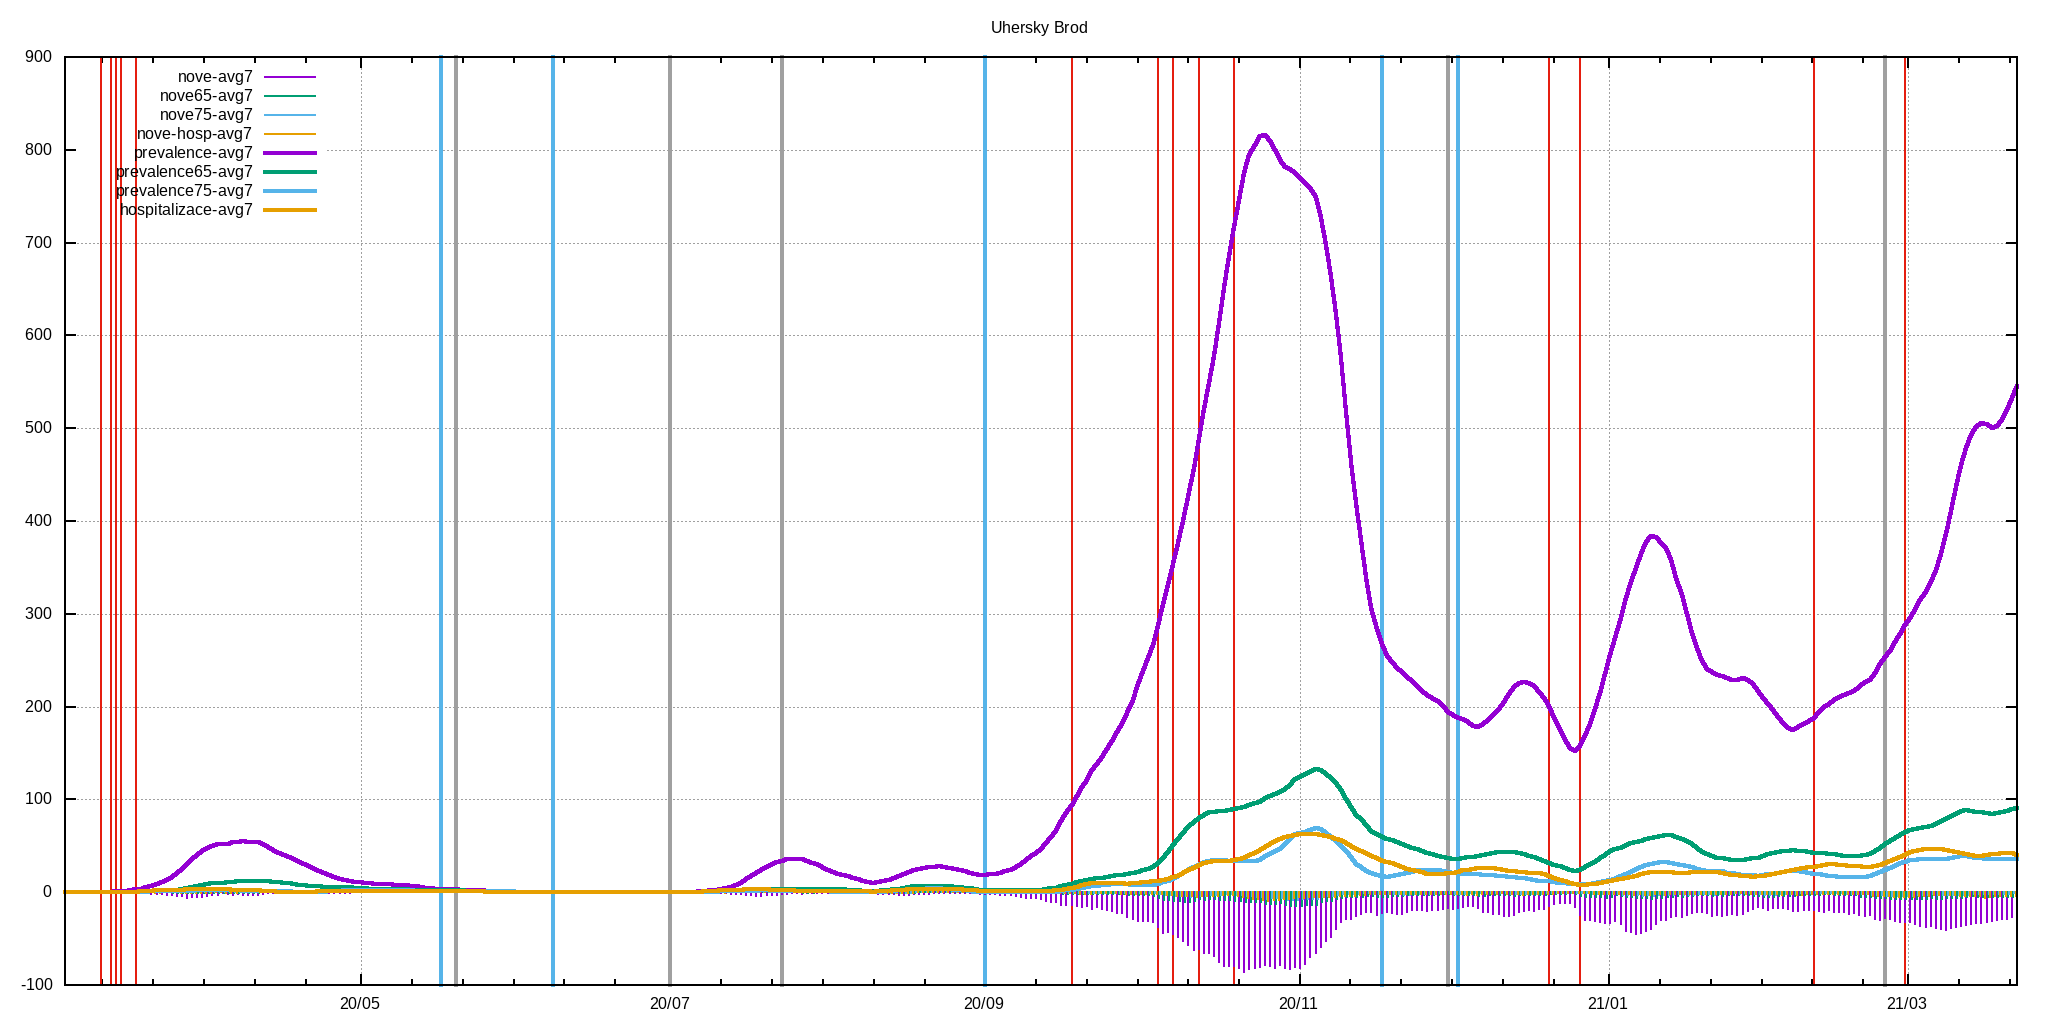 Uhersky Brod
900
800
700
600
500
400
300
200
100
0
-100
nove-avg7
nove65-avg7
nove75-avg7
nove-hosp-avg7
prevalence-avg7
prevalence65-avg7
prevalence75-avg7
hospitalizace-avg7
20/05
20/07
20/09
20/11
21/01
21/03